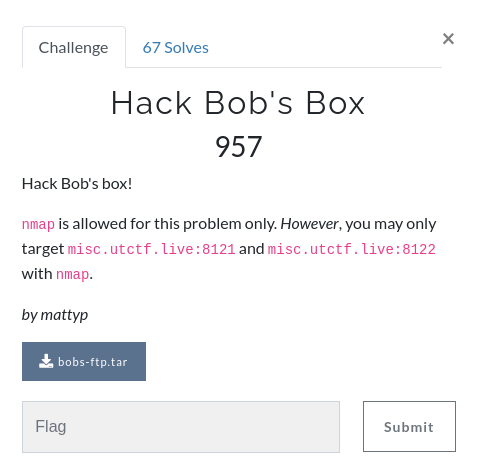 Challenge
67 Solves
×
Hack Bob's Box
957
Hack Bob's box!
nmap is allowed for this problem only. However, you may only
target misc.utctf.live:8121 and misc.utctf.live:8122
with nmap.
by mattyp
bobs-ftp.tar
Flag
Submit